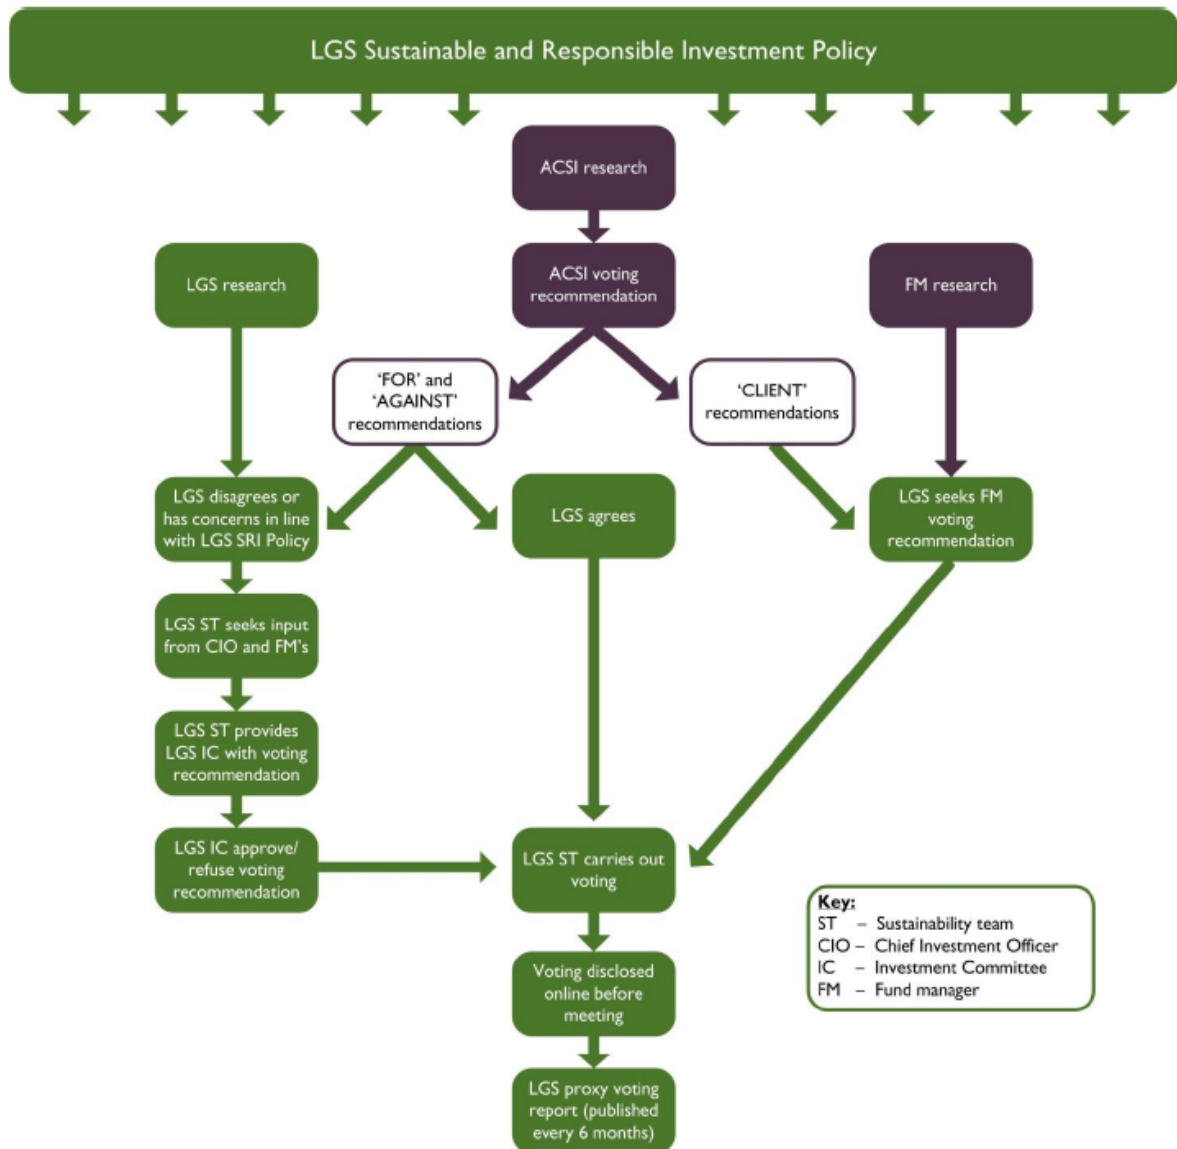 LGS Sustainable and Responsible Investment Policy
ACSI research
LGS research
ACSI voting
recommendation
FM research
‘FOR’ and
‘AGAINST’
recommendations
‘CLIENT’
recommendations
LGS disagrees or
has concerns in line
with LGS SRI Policy
LGS agrees
LGS seeks FM
voting
recommendation
LGS ST seeks input
from CIO and FM's
LGS ST provides
LGS IC with voting
recommendation
LGS IC approve/
refuse voting
recommendation
LGS ST carries out
voting
Key:
ST – Sustainability team
CIO – Chief Investment Officer
IC – Investment Committee
FM – Fund manager
Voting disclosed
online before
meeting
LGS proxy voting
report (published
every 6 months)